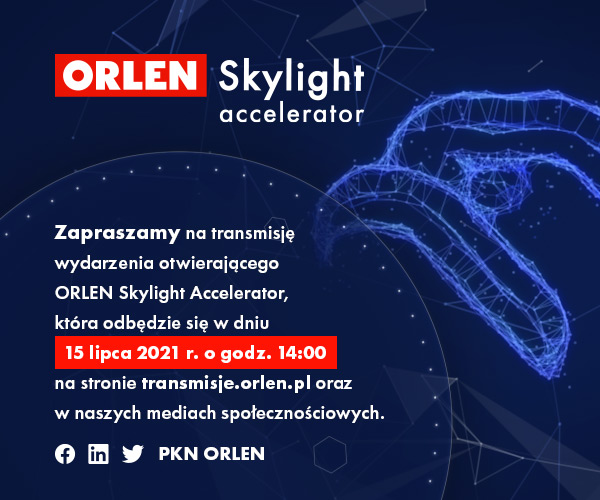 ORLEN Skylight
accelerator
Zapraszamy na transmisję
wydarzenia otwierającego
ORLEN Skylight Accelerator,
która odbędzie się w dniu
15 lipca 2021 r. o godz. 14:00
na stronie transmisje.orlen.pl oraz
w naszych mediach społecznościowych.
PKN ORLEN